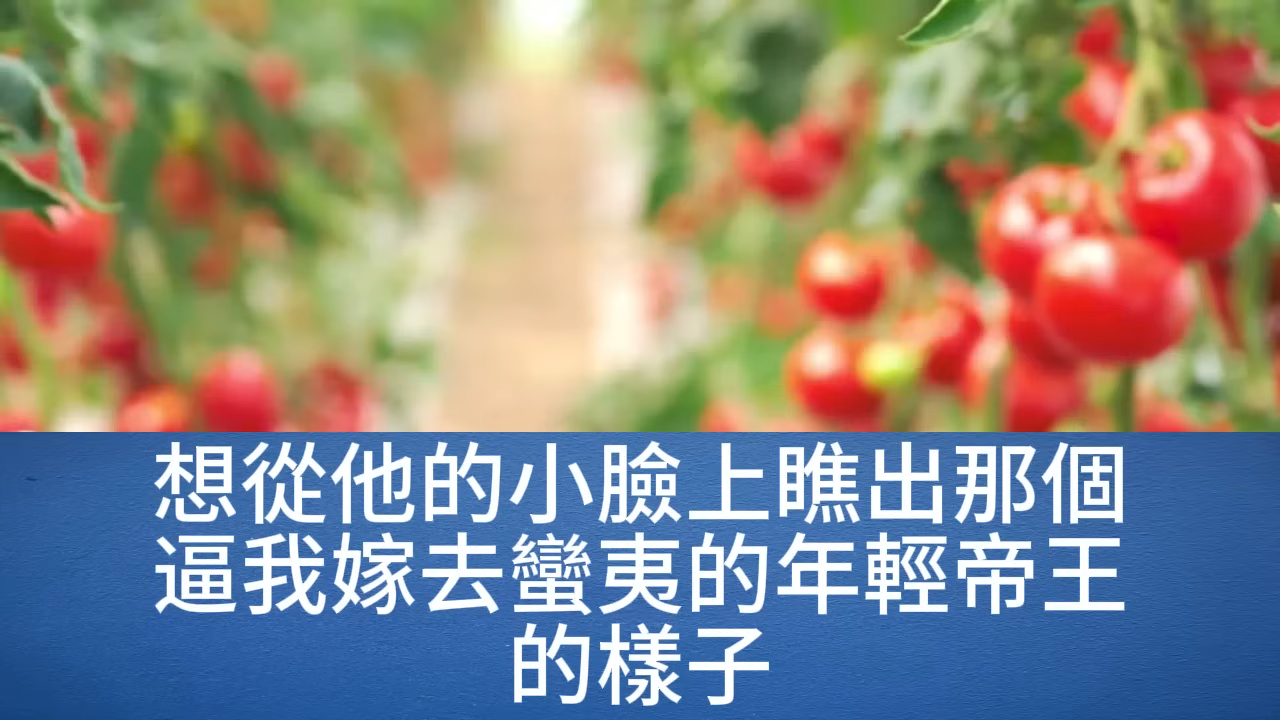 想從他的小臉上瞧出那個
逼我嫁去蠻夷的年輕帝王
的樣子